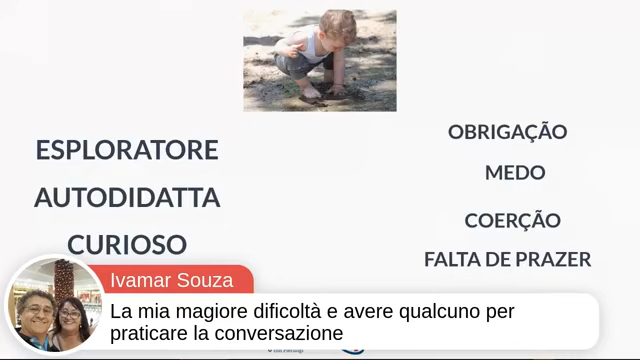 ESPLORATORE
AUTODIDATTA
CURIOSO
OBRIGAÇÃO
MEDO
COERÇÃO
FALTA DE PRAZER
Ivamar Souza
La mia magiore dificoltà e avere qualcuno per
praticare la conversazione